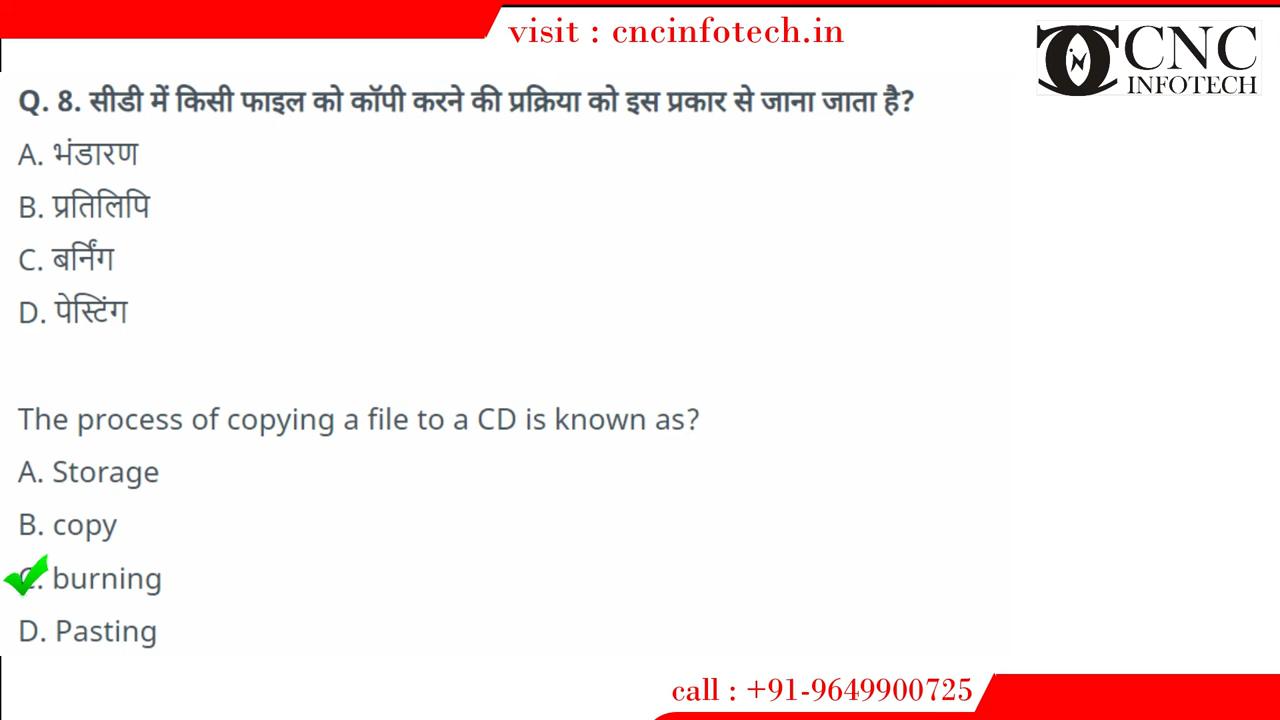 visit : cncinfotech.in
CNC
INFOTECH
Q. 8. सीडी में किसी फाइल को कॉपी करने की प्रक्रिया को इस प्रकार से जाना जाता है?
A. भंडारण
B. प्रतिलिपि
C. बर्निंग
D. पेस्टिंग
The process of copying a file to a CD is known as?
A. Storage
B. copy
C. burning
D. Pasting
call : +91-9649900725